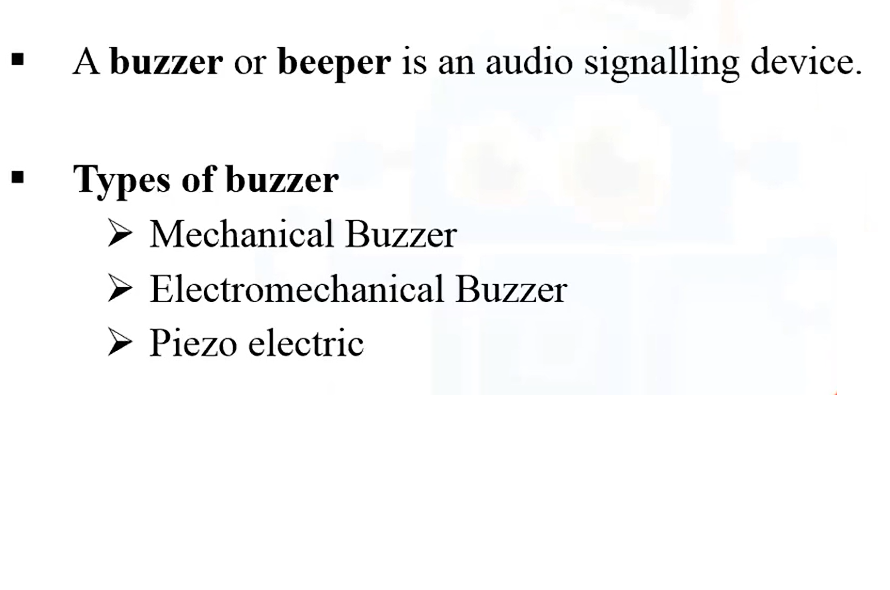 ▪ A buzzer or beeper is an audio signalling device.
▪ Types of buzzer
➢ Mechanical Buzzer
➢ Electromechanical Buzzer
➢ Piezo electric